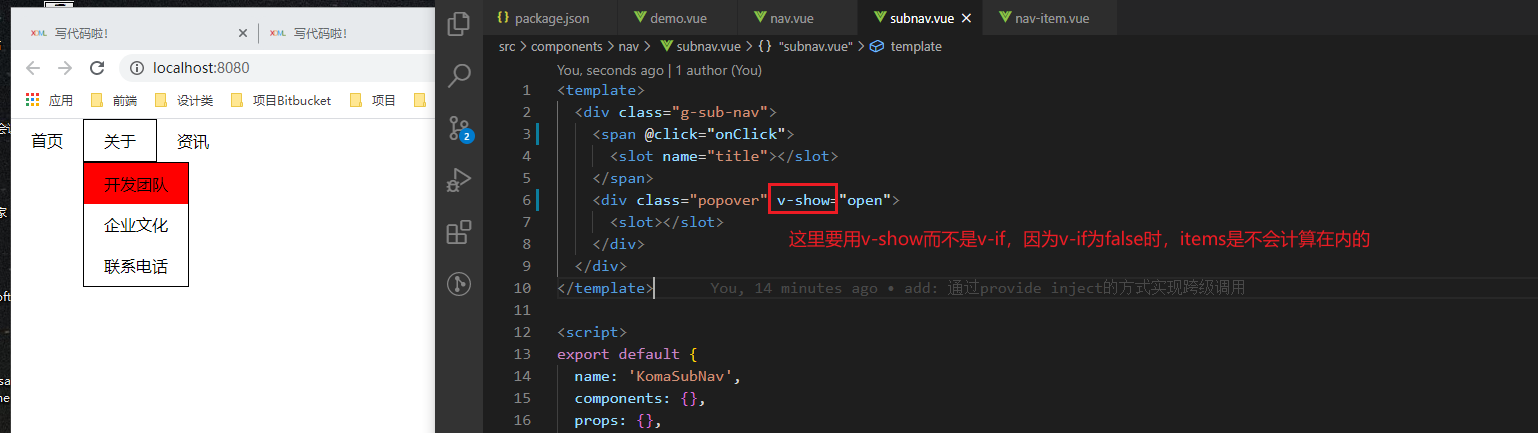 写代码啦!
写代码啦!
localhost:8080
应用 前端 设计类 项目Bitbucket 项目
首页 关于 资讯
开发团队
企业文化
联系电话
package.json demo.vue nav.vue subnav.vue nav-item.vue
src > components > nav > subnav.vue > {} "subnav.vue" > template
You, seconds ago | 1 author (You)
1 <template>
2 <div class="g-sub-nav">
3 <span @click="onClick">
4 <slot name="title"></slot>
5 </span>
6 <div class="popover" v-show="open">
7 <slot></slot>
这里要用v-show而不是v-if，因为v-if为false时，items是不会计算在内的
8 </div>
9 </div>
10 </template> You, 14 minutes ago • add: 通过provide inject的方式实现跨级调用
11
12 <script>
13 export default {
14 name: 'KomaSubNav',
15 components: {},
16 props: {},
2